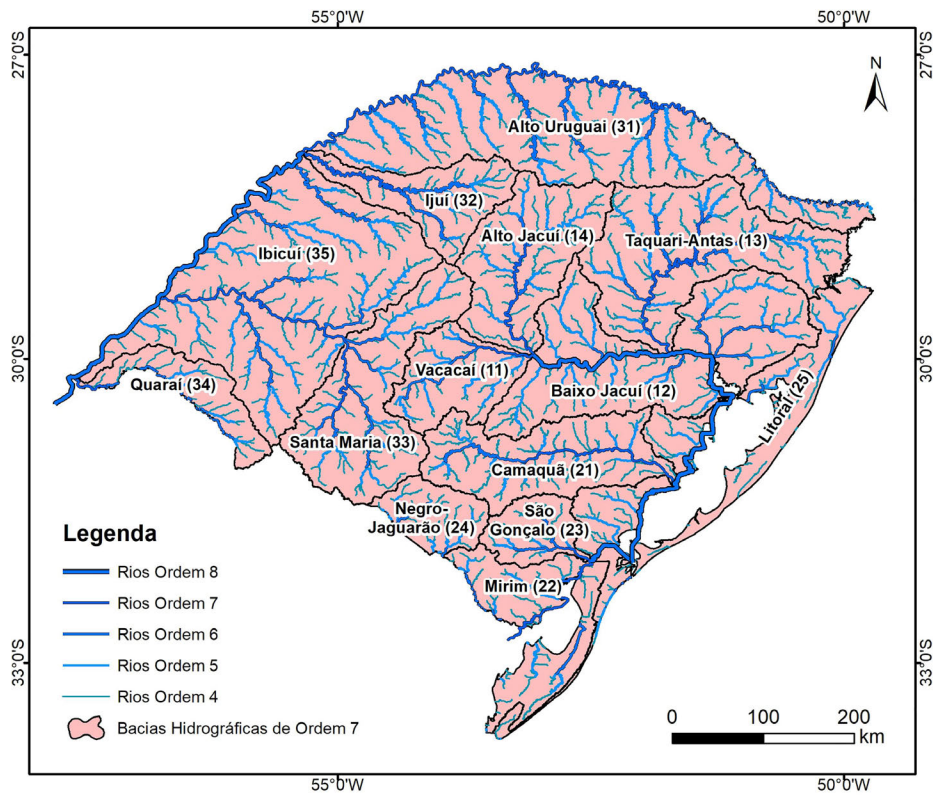 55°0'W
50°0'W
27°0'S
27°0'S
N
Alto Uruguai (31)
Ijuí (32)
Alto Jacuí (14)
Taquari-Antas (13)
Ibicuí (35)
30°0'S
30°0'S
Quaraí (34)
Vacacaí (11)
Baixo Jacuí (12)
Litoral (25)
Santa Maria (33)
Camaquã (21)
Negro-
Jaguarão (24)
São
Gonçalo (23)
Mirim (22)
Legenda
Rios Ordem 8
Rios Ordem 7
Rios Ordem 6
Rios Ordem 5
Rios Ordem 4
Bacias Hidrográficas de Ordem 7
33°0'S
33°0'S
0 100 200
km
55°0'W
50°0'W